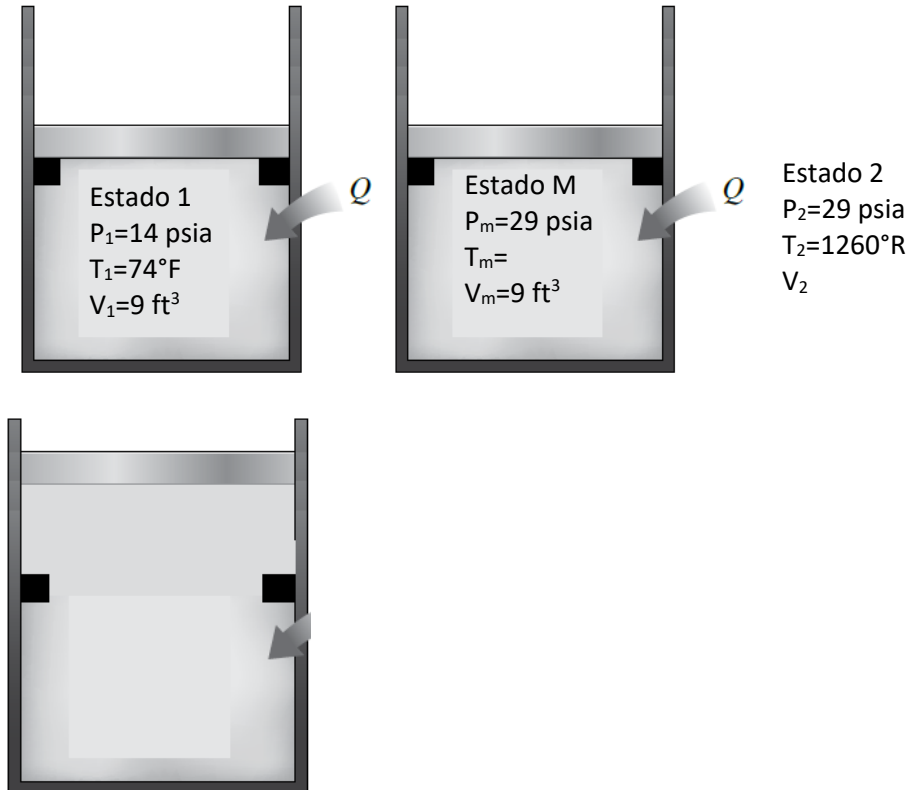 Estado 1
P₁=14 psia
T₁=74°F
V₁=9 ft³
Q
Estado M
Pₘ=29 psia
Tₘ=
Vₘ=9 ft³
Q
Estado 2
P₂=29 psia
T₂=1260°R
V₂